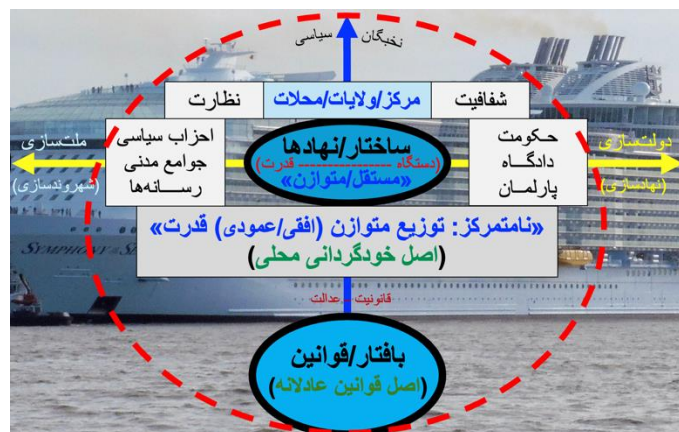 نخبگان سیاسی
شفافیت
مرکز/ولایات/محلات
نظارت
دولت‌سازی
(نهادسازی)
حکومت
دادگاه
پارلمان
ساختار/نهادها
(دستگاه ---------------- قدرت)
«مستقل/متوازن»
احزاب سیاسی
جوامع مدنی
رسانه‌ها
ملت‌سازی
(شهروندسازی)
«نامتمرکز: توزیع متوازن (افقی/عمودی) قدرت»
(اصل خودگردانی محلی)
SYMPHONY
قانونیت --- عدالت
بافتار/قوانین
(اصل قوانین عادلانه)